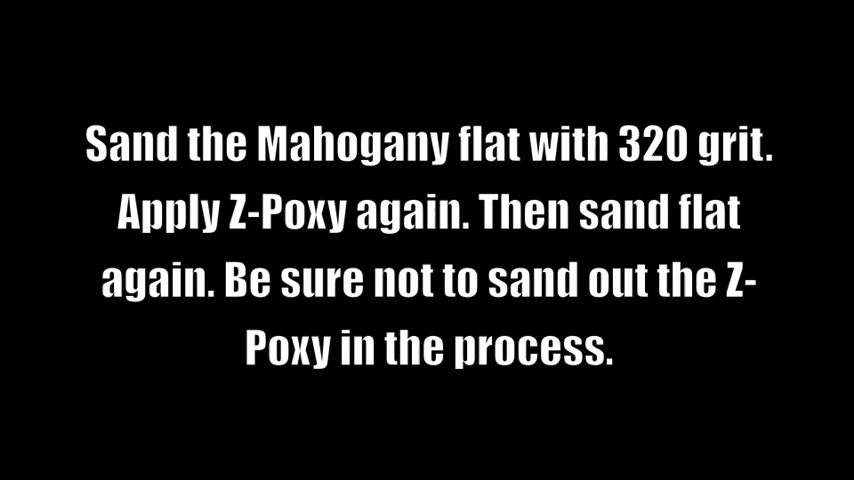 Sand the Mahogany flat with 320 grit.
Apply Z-Poxy again. Then sand flat
again. Be sure not to sand out the Z-
Poxy in the process.